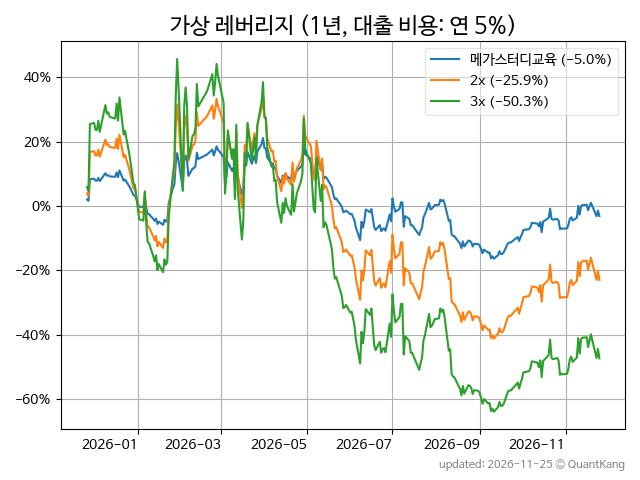 가상 레버리지 (1년, 대출 비용: 연 5%)
메가스터디교육 (−5.0%)
2x (−25.9%)
3x (−50.3%)
40%
20%
0%
−20%
−40%
−60%
2026−01 2026−03 2026−05 2026−07 2026−09 2026−11
updated: 2026-11-25 © QuantKang